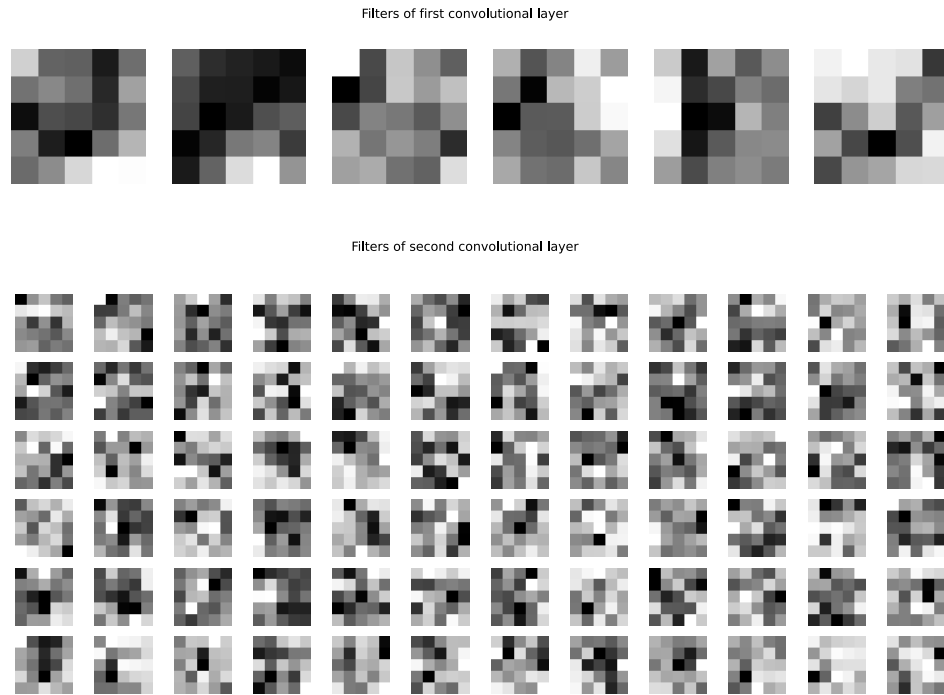 Filters of first convolutional layer
Filters of second convolutional layer